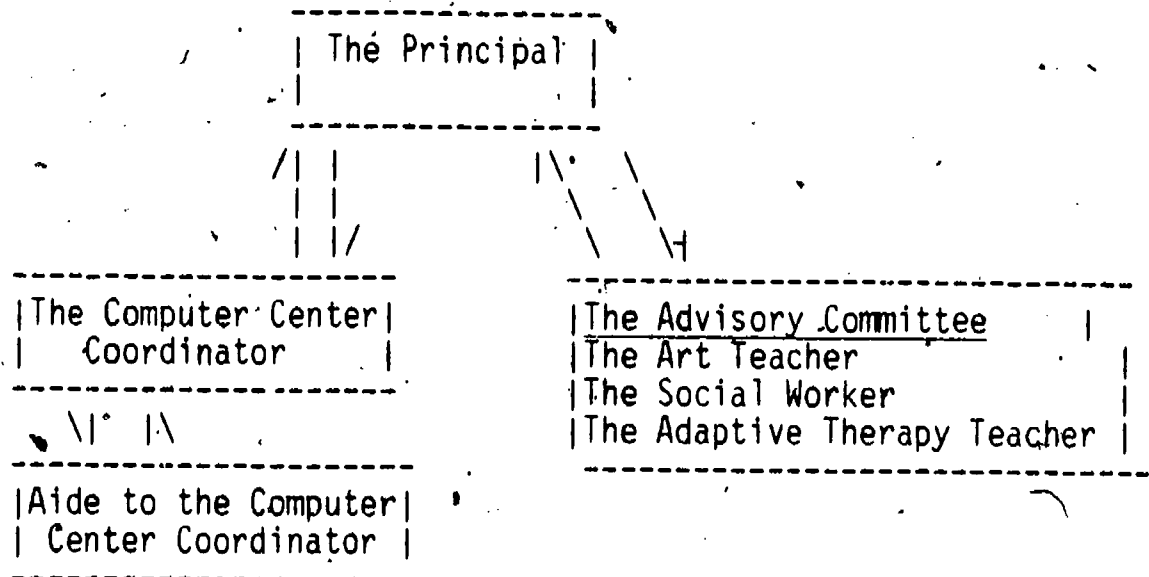 The Principal
The Computer Center
Coordinator
The Advisory Committee
The Art Teacher
The Social Worker
The Adaptive Therapy Teacher
Aide to the Computer
Center Coordinator